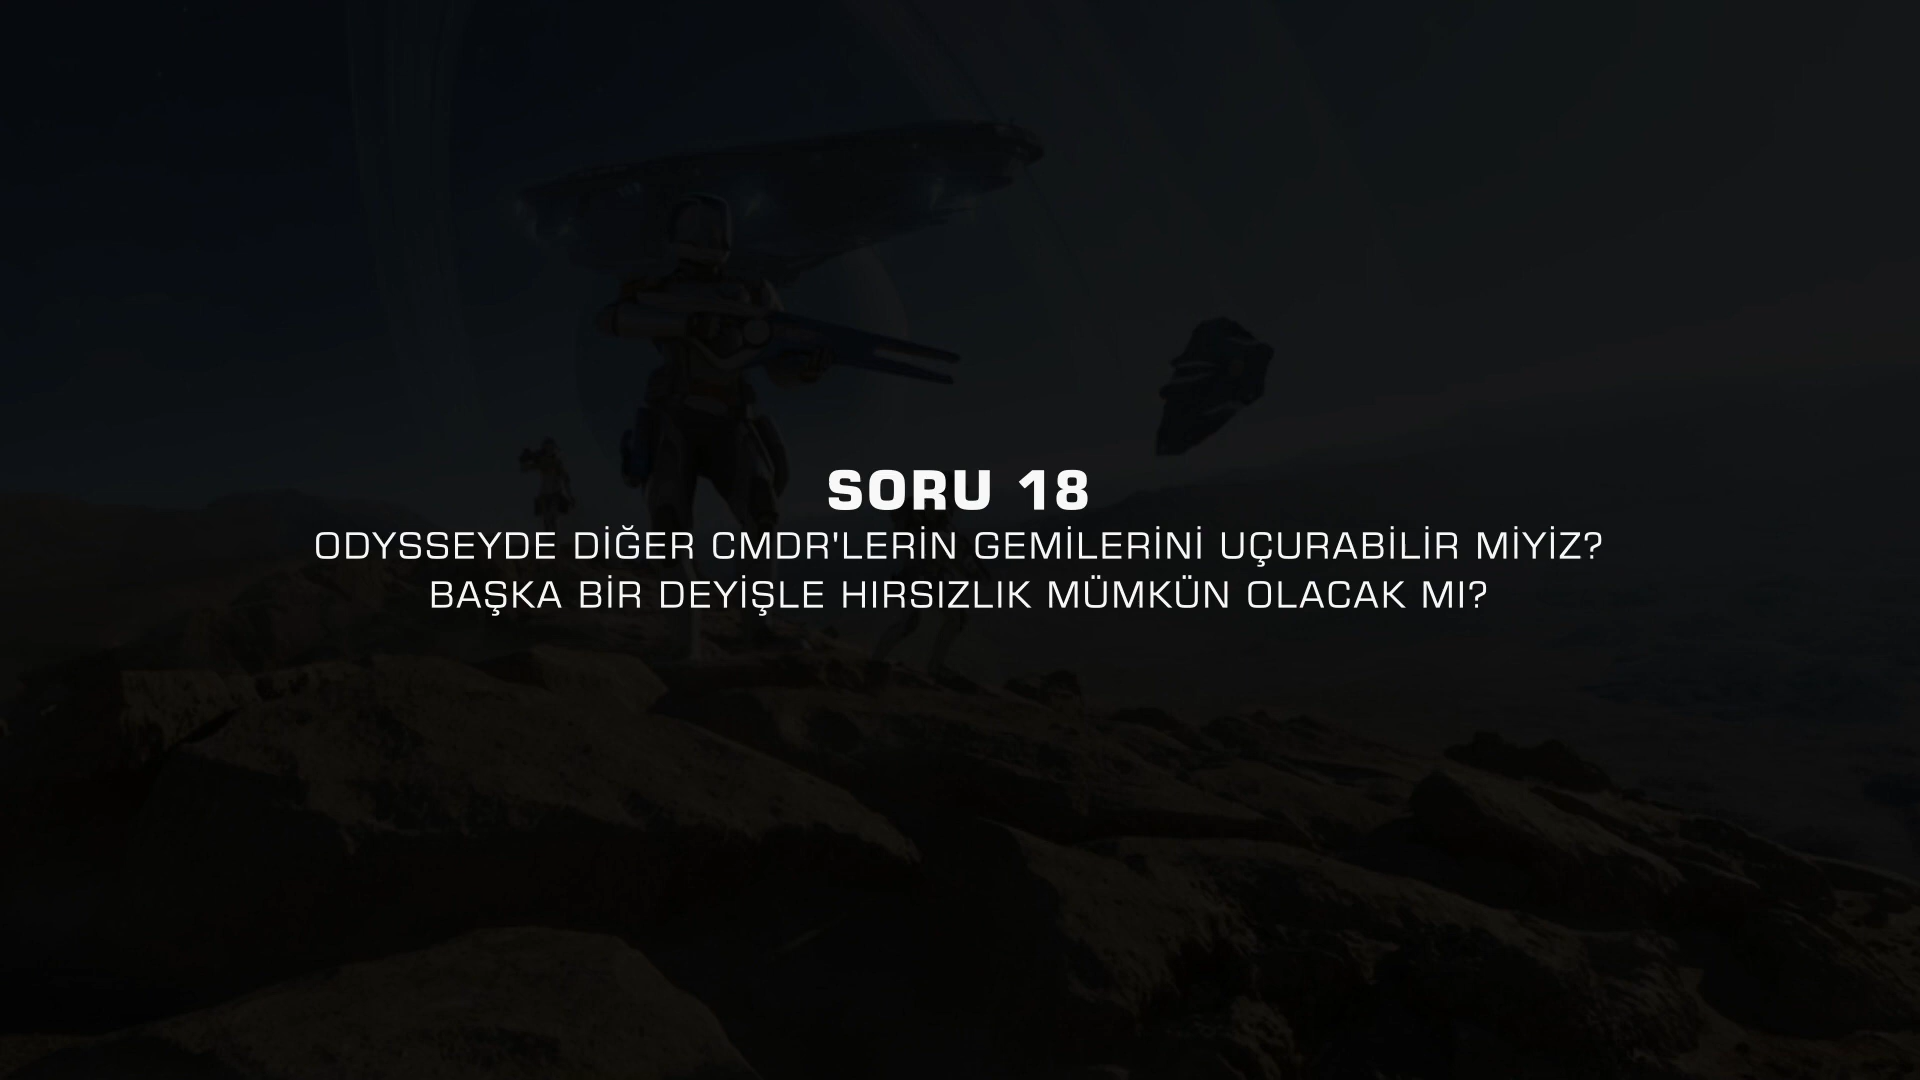 SORU 18
ODYSSEYDE DİĞER CMDR'LERİN GEMİLERİNİ UÇURABİLİR MİYİZ?
BAŞKA BİR DEYİŞLE HIRSIZLIK MÜMKÜN OLACAK MI?